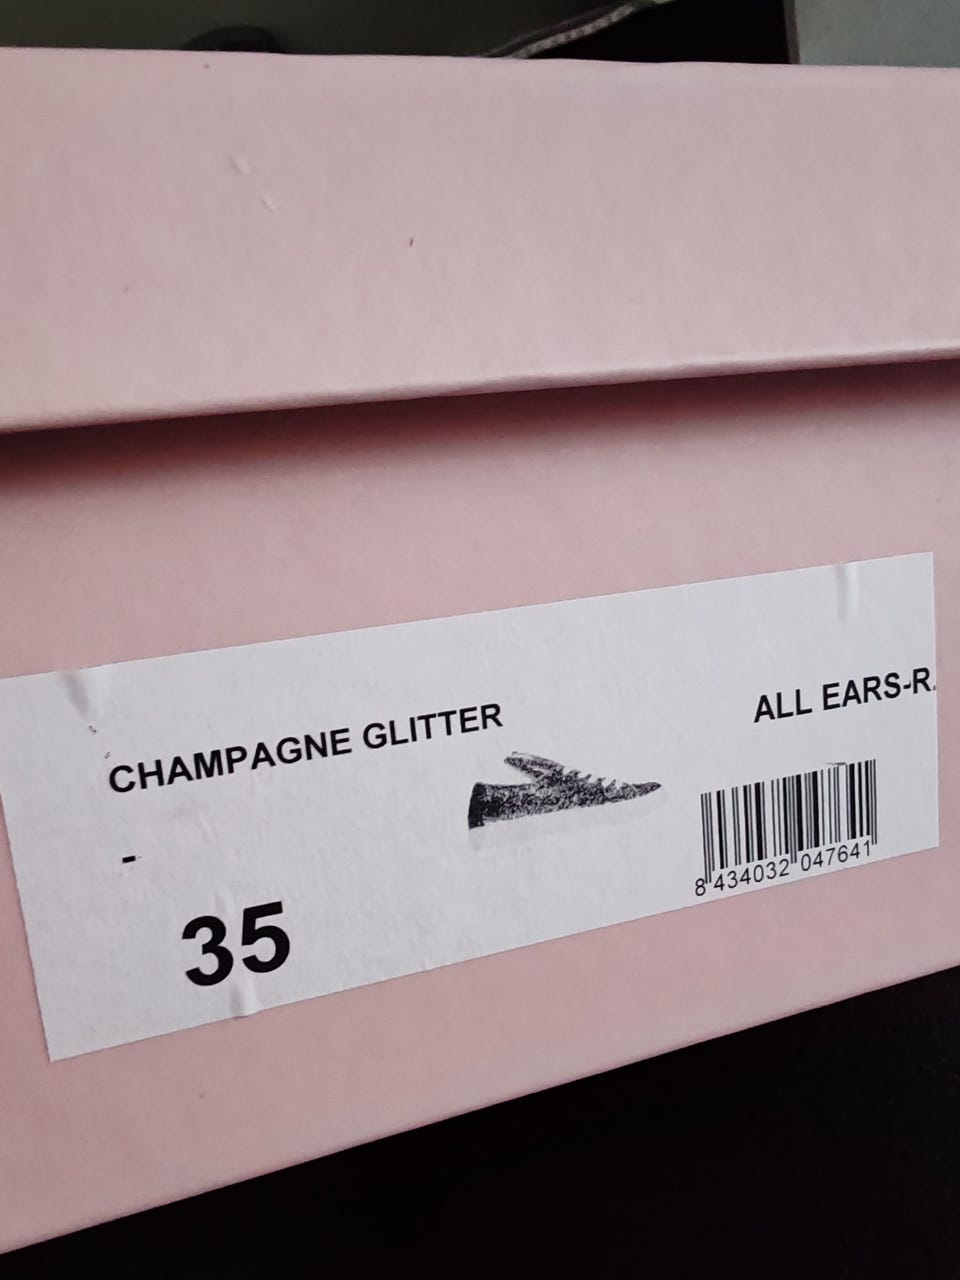 CHAMPAGNE GLITTER
ALL EARS-R.
-
35
8 434032 047641